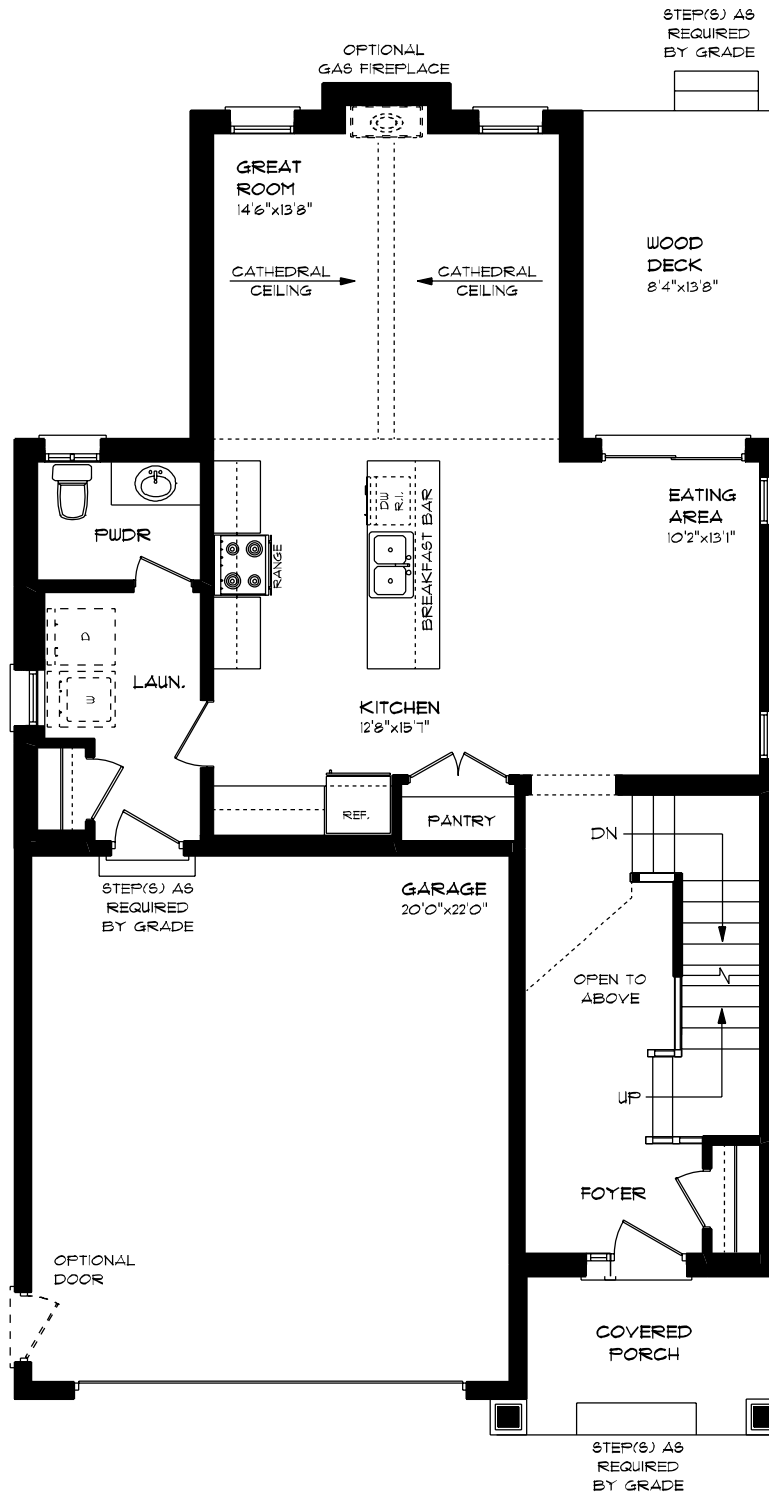 STEP(S) AS
REQUIRED
BY GRADE
OPTIONAL
GAS FIREPLACE
GREAT
ROOM
14'6"x13'8"
WOOD
DECK
8'4"x13'8"
CATHEDRAL
CEILING
CATHEDRAL
CEILING
EATING
AREA
10'2"x13'1"
DW
R.I.
BREAKFAST BAR
PWDR
RANGE
D
W
LAUN.
KITCHEN
12'8"x15'7"
REF.
PANTRY
DN
STEP(S) AS
REQUIRED
BY GRADE
GARAGE
20'0"x22'0"
OPEN TO
ABOVE
UP
FOYER
OPTIONAL
DOOR
COVERED
PORCH
STEP(S) AS
REQUIRED
BY GRADE